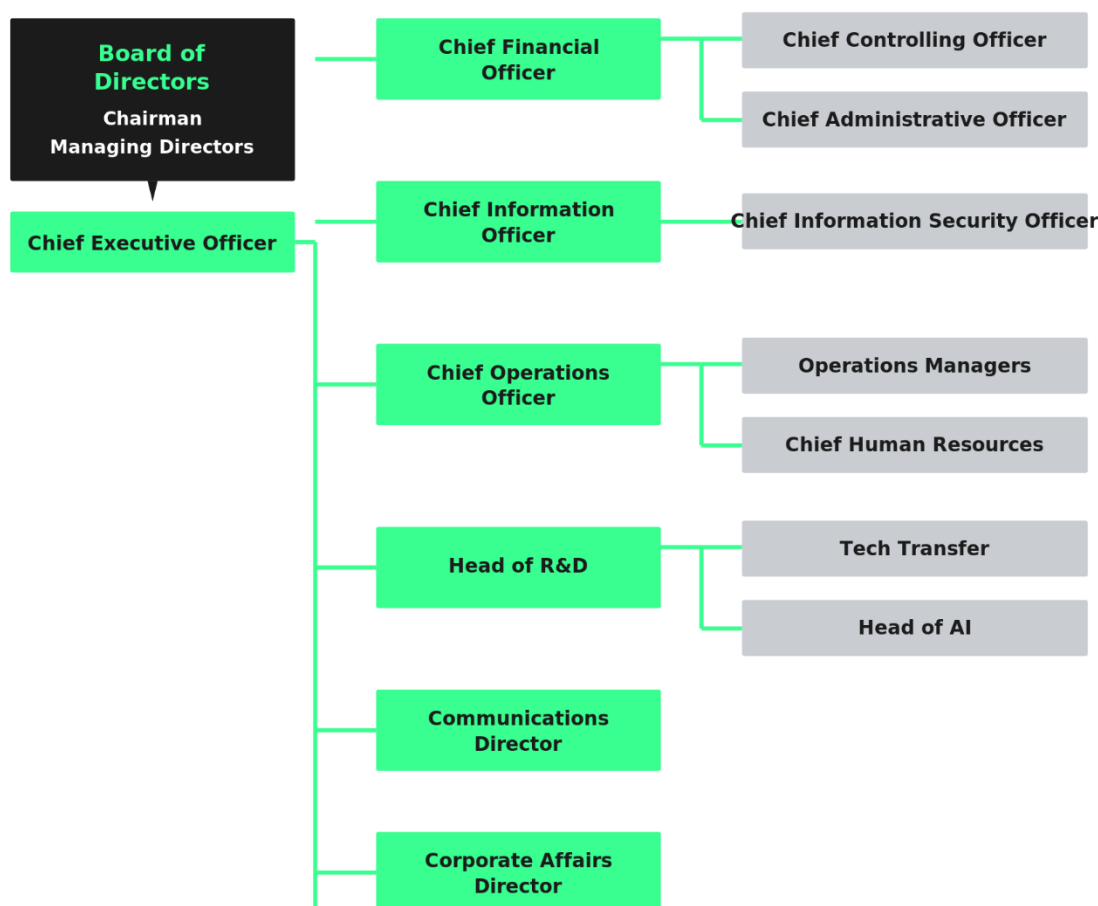 Board of
Directors
Chairman
Managing Directors
Chief Executive Officer
Chief Financial
Officer
Chief Controlling Officer
Chief Administrative Officer
Chief Information
Officer
Chief Information Security Officer
Chief Operations
Officer
Operations Managers
Chief Human Resources
Head of R&D
Tech Transfer
Head of AI
Communications
Director
Corporate Affairs
Director